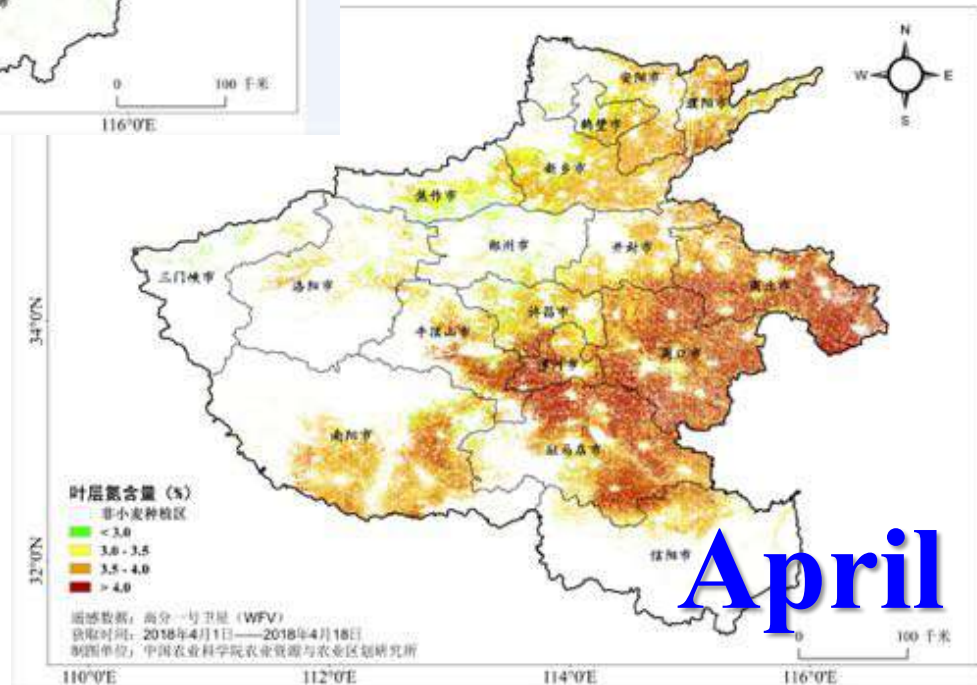 0 100 千米
116°0'E
N
W E
S
安阳市
濮阳市
鹤壁市
新乡市
焦作市
三门峡市
洛阳市
郑州市
开封市
商丘市
平顶山市
许昌市
漯河市
周口市
南阳市
驻马店市
信阳市
34°0'N
32°0'N
叶层氮含量（%）
非小麦种植区
< 3.0
3.0 - 3.5
3.5 - 4.0
> 4.0
遥感数据：高分一号卫星（WFV）
获取时间：2018年4月1日——2018年4月18日
制图单位：中国农业科学院农业资源与农业区划研究所
April
0 100 千米
110°0'E 112°0'E 114°0'E 116°0'E